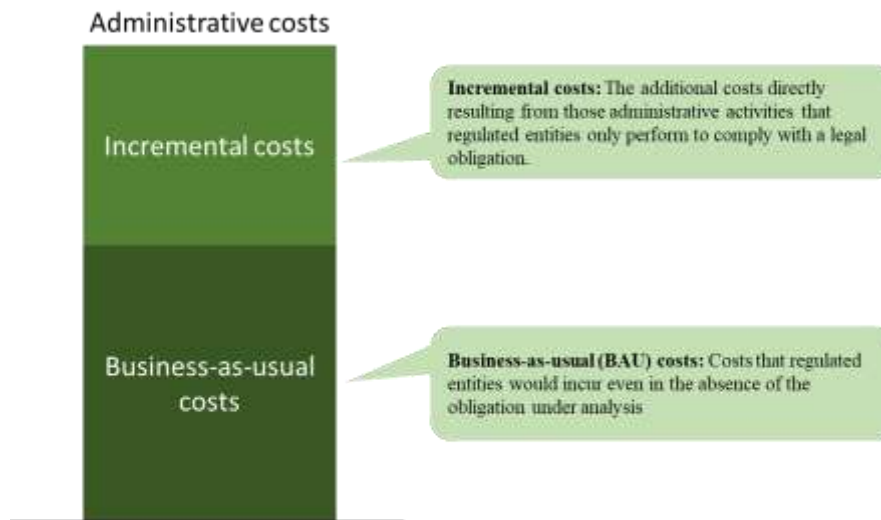 Administrative costs
Incremental costs
Incremental costs: The additional costs directly
resulting from those administrative activities that
regulated entities only perform to comply with a legal
obligation.
Business-as-usual
costs
Business-as-usual (BAU) costs: Costs that regulated
entities would incur even in the absence of the
obligation under analysis